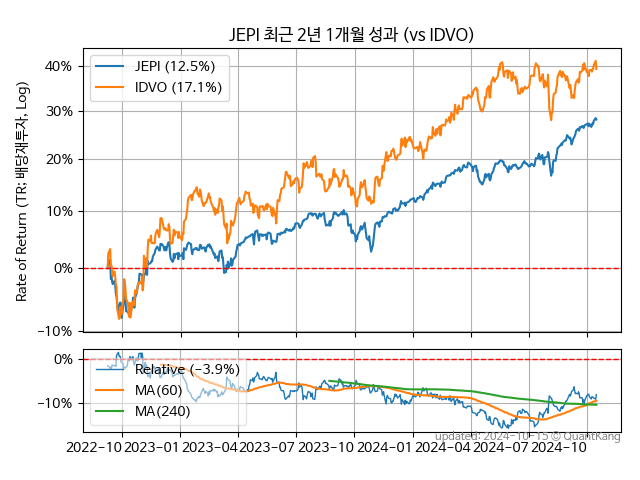 JEPI 최근 2년 1개월 성과 (vs IDVO)
Rate of Return (TR: 배당재투자, Log)
40%
30%
20%
10%
0%
−10%
JEPI (12.5%)
IDVO (17.1%)
0%
−10%
Relative (−3.9%)
MA(60)
MA(240)
2022−10 2023−01 2023−04 2023−07 2023−10 2024−01 2024−04 2024−07 2024−10
updated: 2024−10−15 © QuantKang